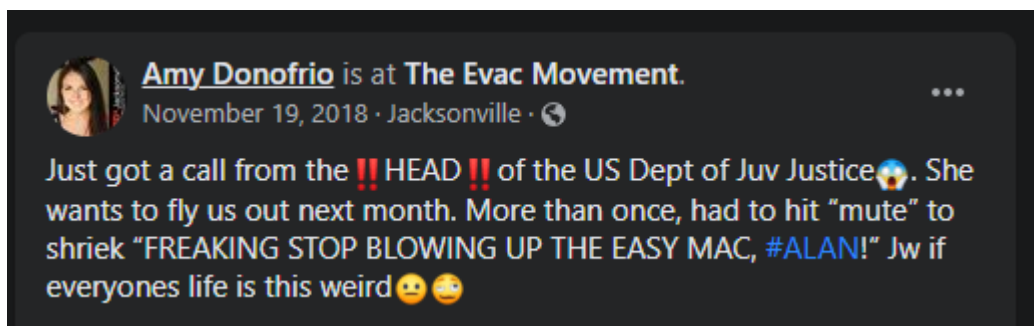 Amy Donofrio is at The Evac Movement.
November 19, 2018 · Jacksonville ·
Just got a call from the ‼️HEAD‼️of the US Dept of Juv Justice😱. She
wants to fly us out next month. More than once, had to hit “mute” to
shriek “FREAKING STOP BLOWING UP THE EASY MAC, #ALAN!” Jw if
everyones life is this weird😐🙄